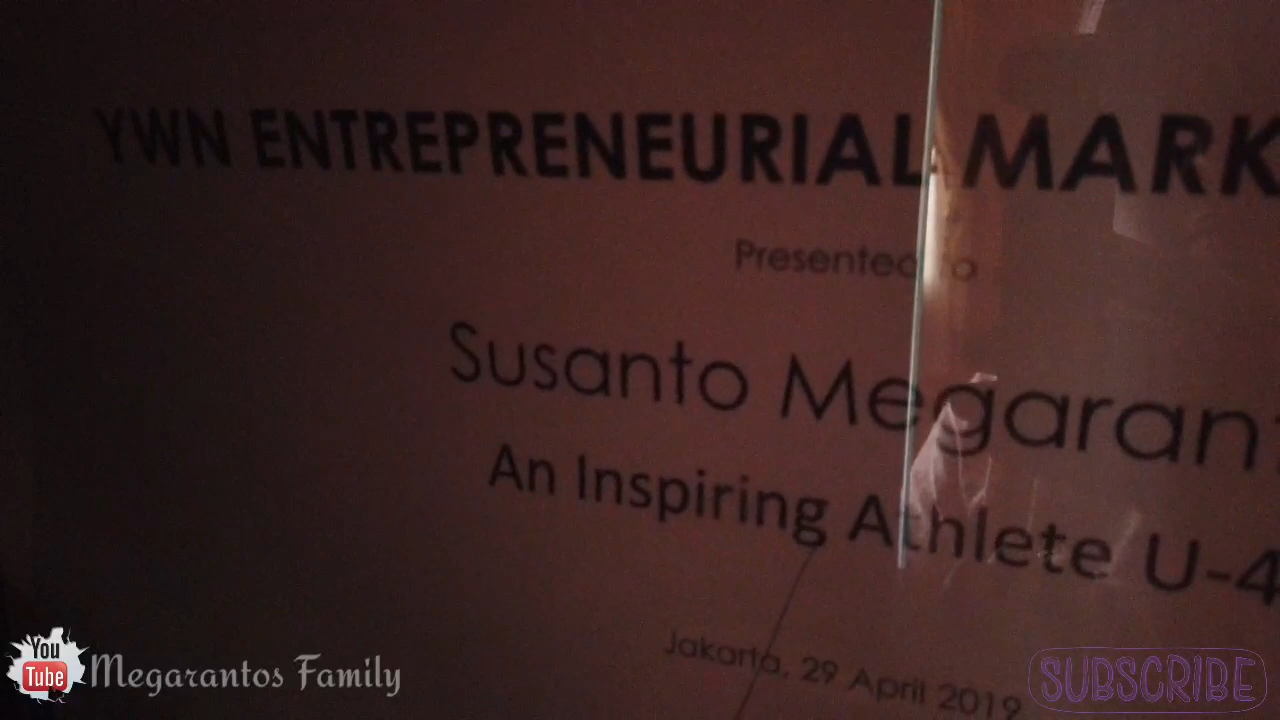 YWN ENTREPRENEURIAL MARK
Presented to
Susanto Megarant
An Inspiring Athlete U-4
Jakarta, 29 April 2019
You
Tube
Megarantos Family
SUBSCRIBE